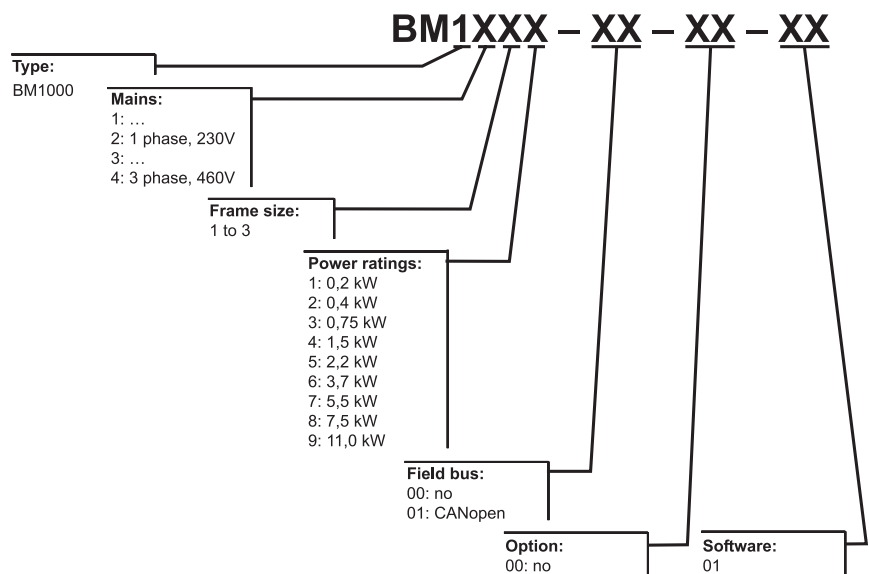 BM1XXX – XX – XX – XX
Type:
BM1000
Mains:
1: ...
2: 1 phase, 230V
3: ...
4: 3 phase, 460V
Frame size:
1 to 3
Power ratings:
1: 0,2 kW
2: 0,4 kW
3: 0,75 kW
4: 1,5 kW
5: 2,2 kW
6: 3,7 kW
7: 5,5 kW
8: 7,5 kW
9: 11,0 kW
Field bus:
00: no
01: CANopen
Option:
00: no
Software:
01